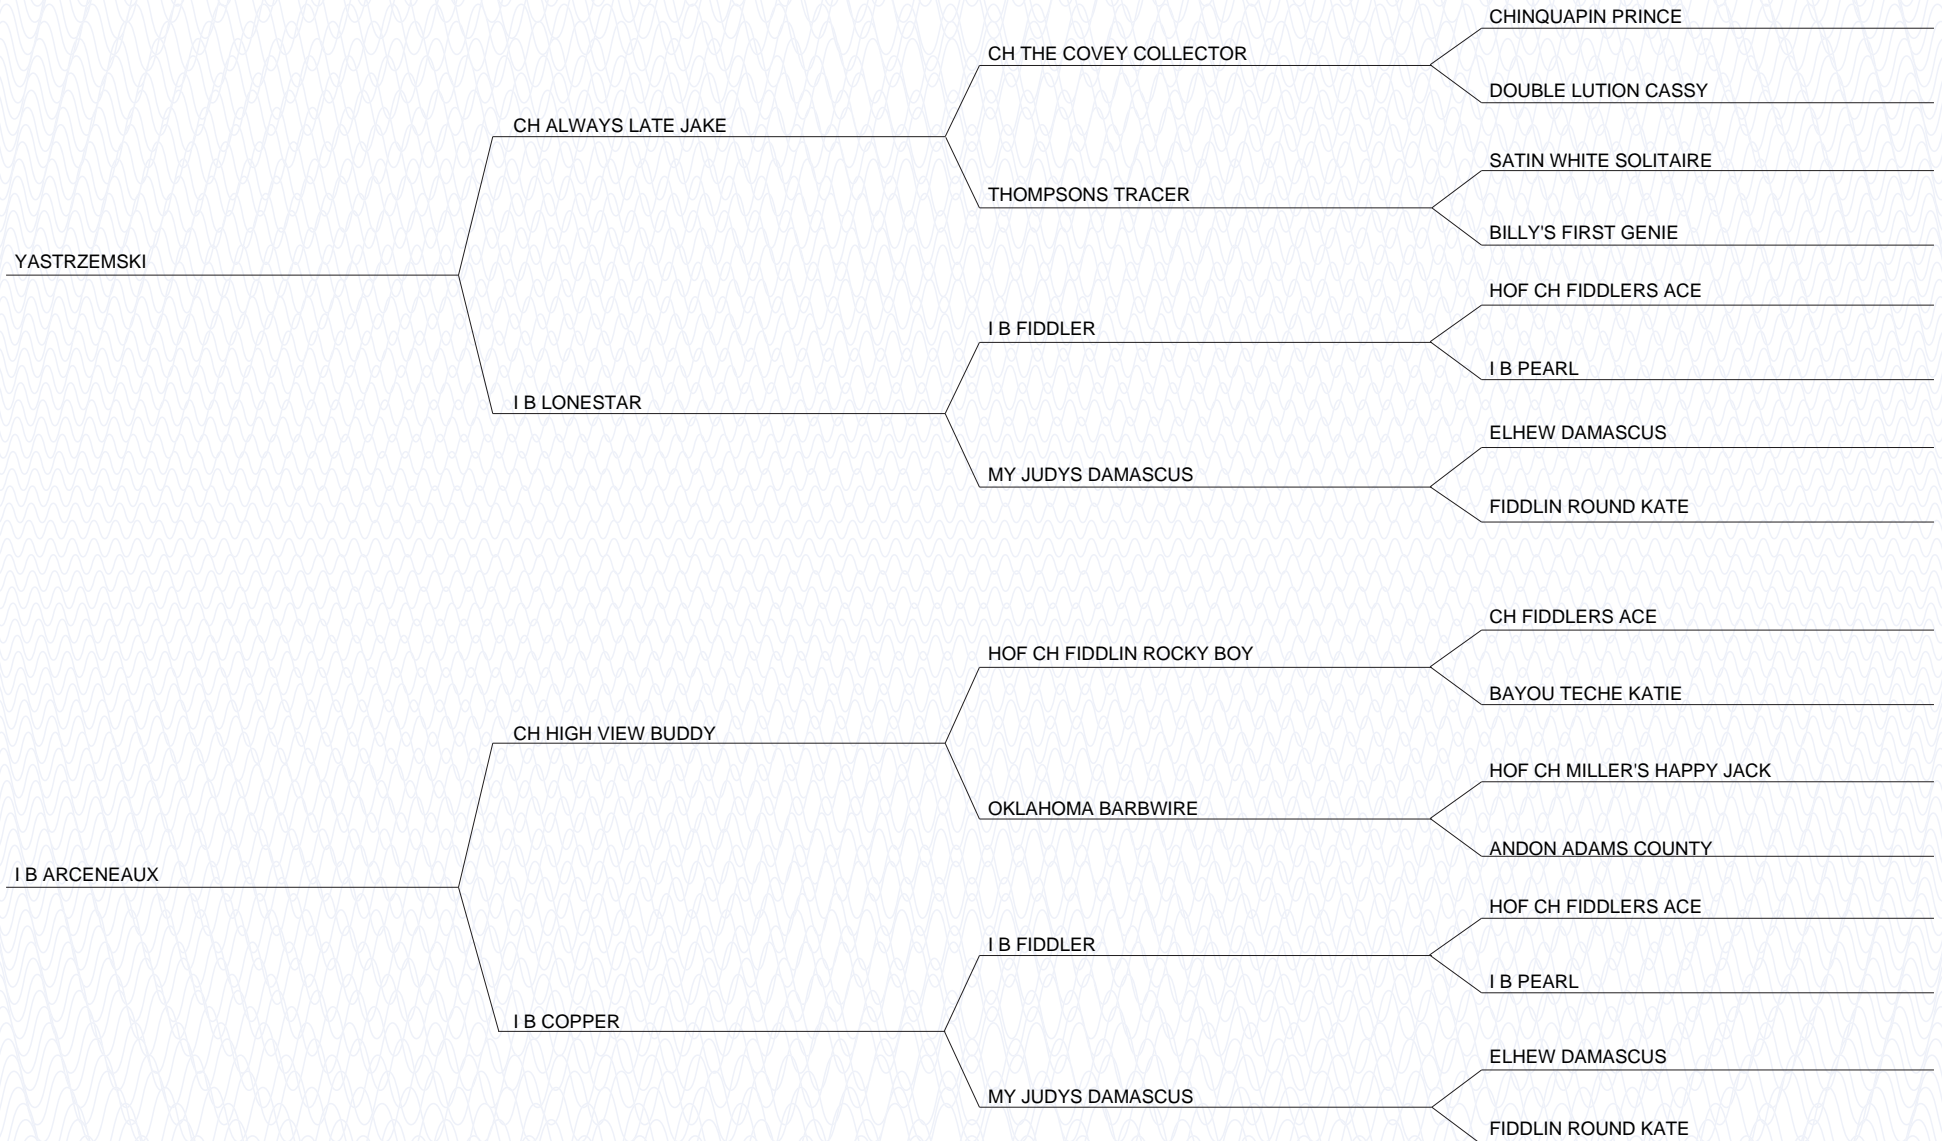 CHINQUAPIN PRINCE
CH THE COVEY COLLECTOR
DOUBLE LUTION CASSY
CH ALWAYS LATE JAKE
SATIN WHITE SOLITAIRE
THOMPSONS TRACER
BILLY'S FIRST GENIE
YASTRZEMSKI
HOF CH FIDDLERS ACE
I B FIDDLER
I B PEARL
I B LONESTAR
ELHEW DAMASCUS
MY JUDYS DAMASCUS
FIDDLIN ROUND KATE
CH FIDDLERS ACE
HOF CH FIDDLIN ROCKY BOY
BAYOU TECHE KATIE
CH HIGH VIEW BUDDY
HOF CH MILLER'S HAPPY JACK
OKLAHOMA BARBWIRE
ANDON ADAMS COUNTY
I B ARCENEAUX
HOF CH FIDDLERS ACE
I B FIDDLER
I B PEARL
I B COPPER
ELHEW DAMASCUS
MY JUDYS DAMASCUS
FIDDLIN ROUND KATE